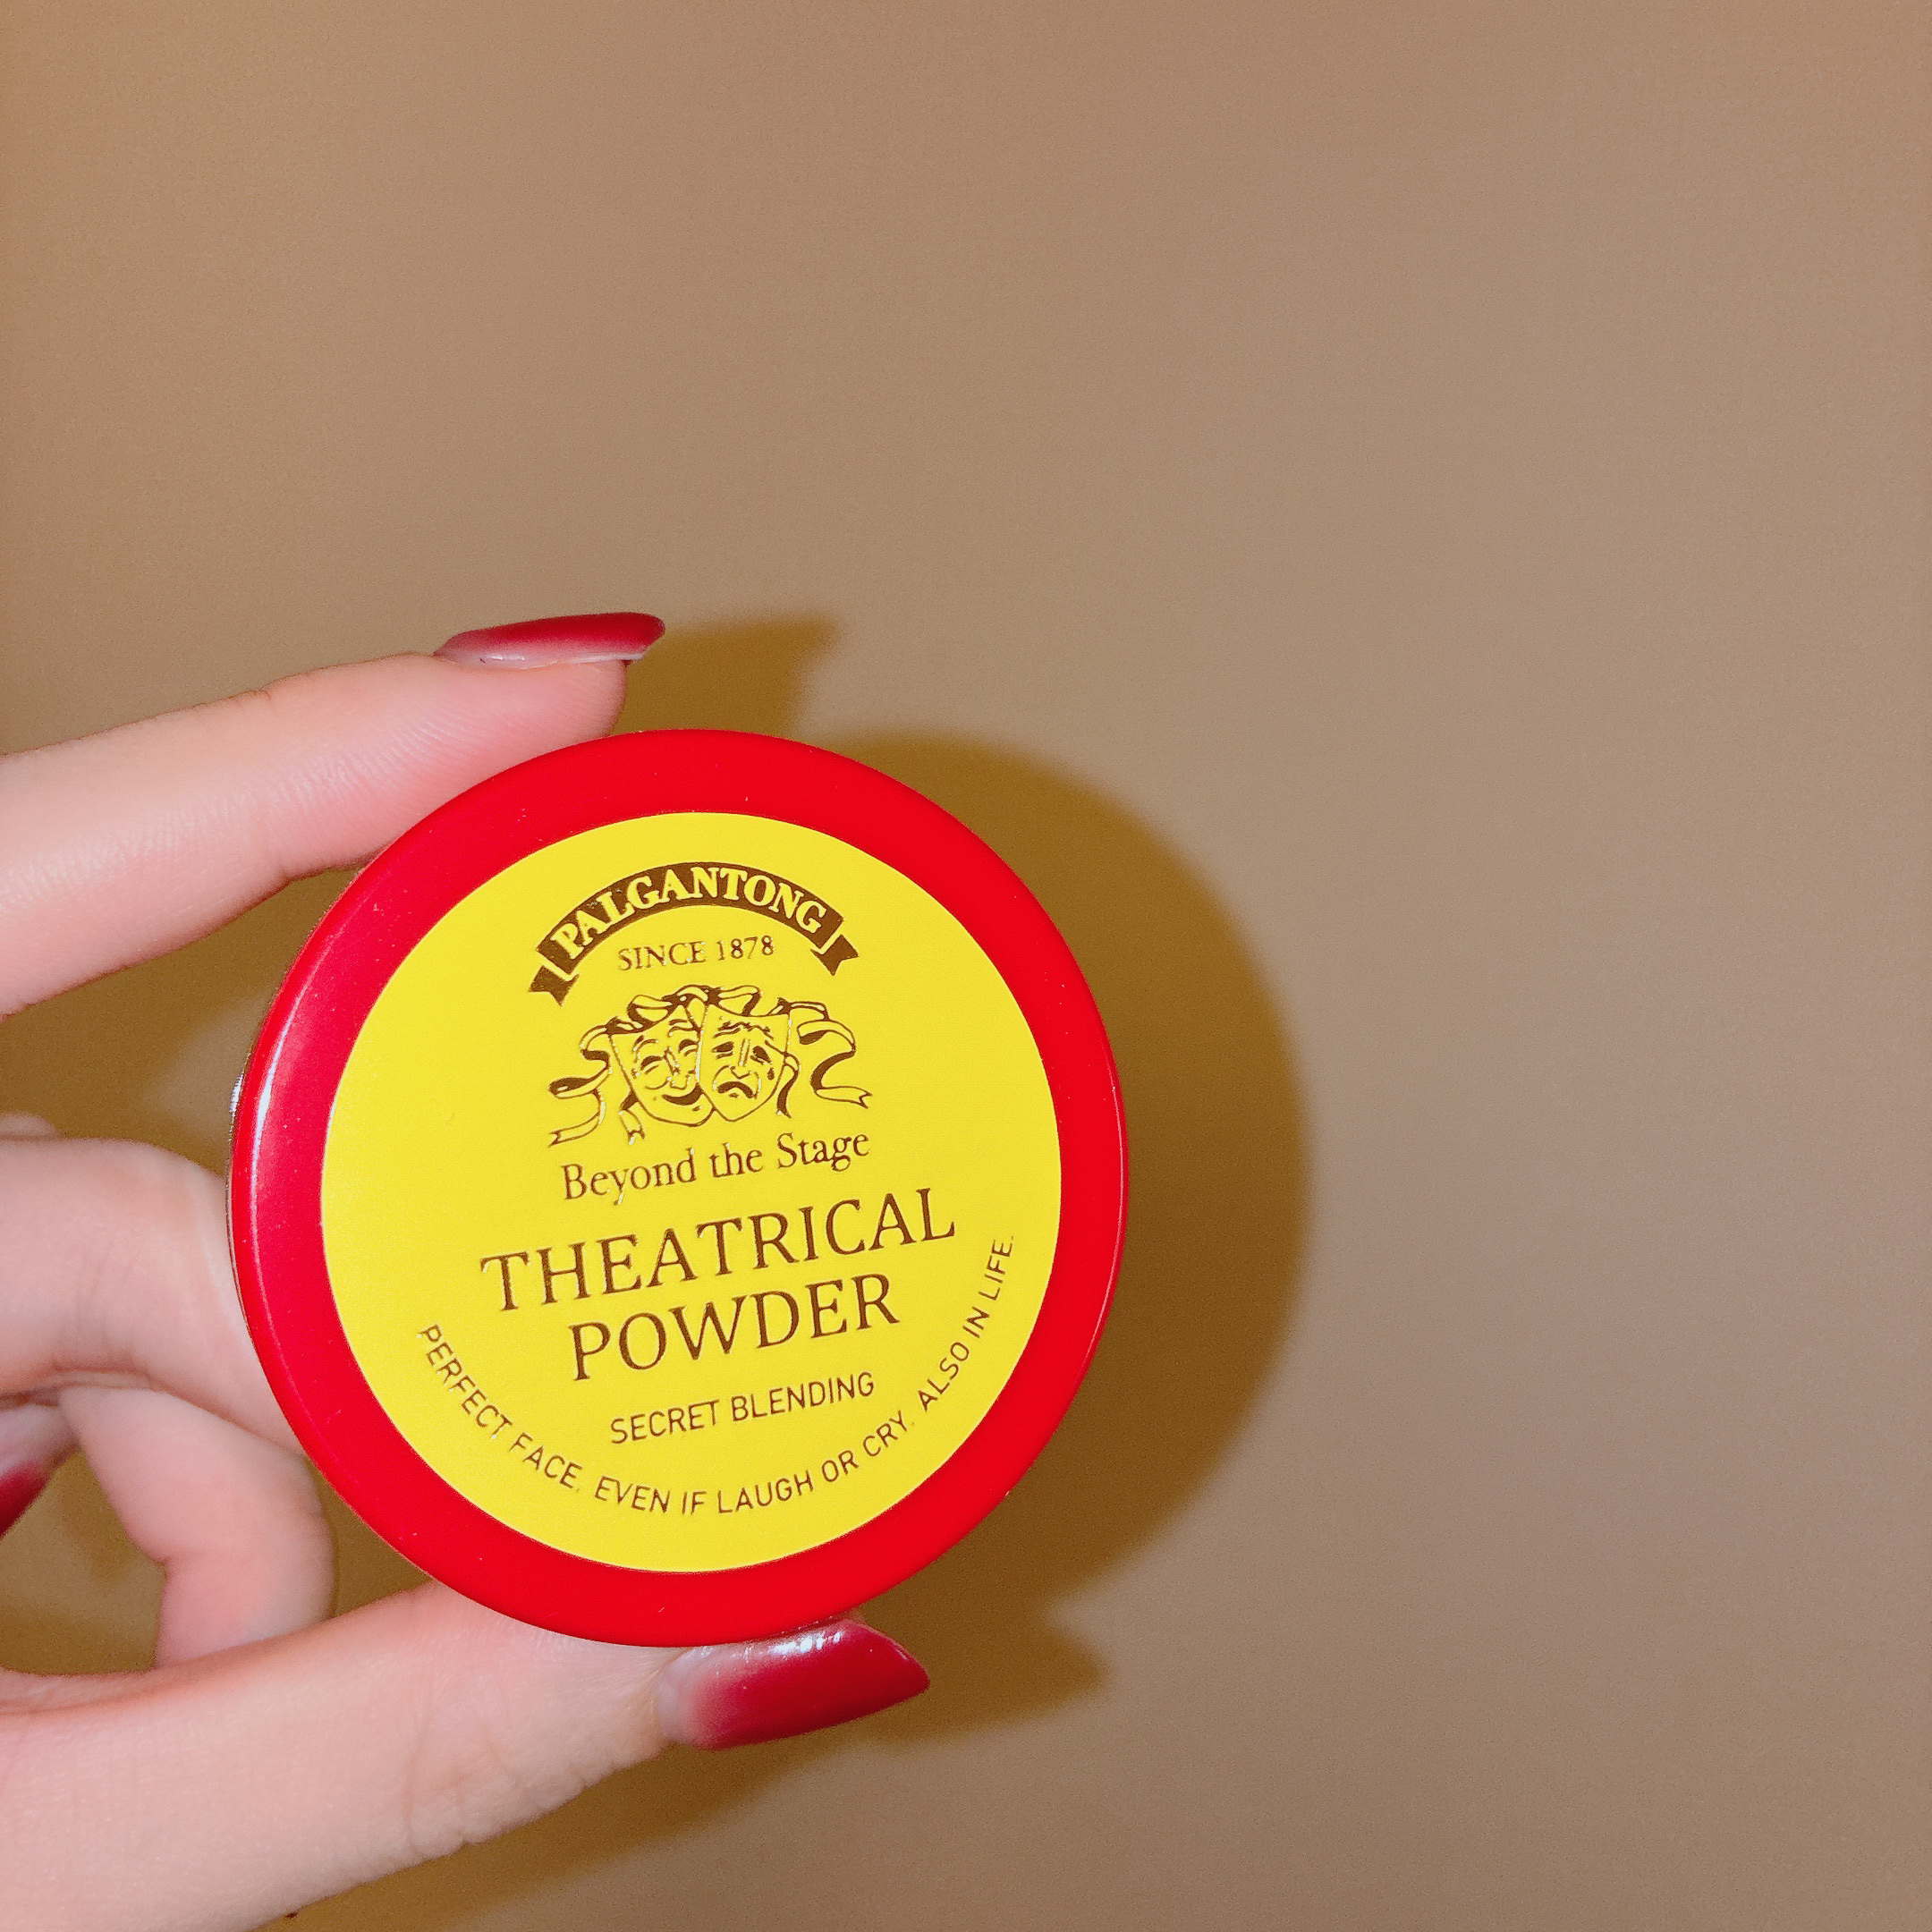 PALGANTONG
SINCE 1878
Beyond the Stage
THEATRICAL
POWDER
SECRET BLENDING
PERFECT FACE, EVEN IF LAUGH OR CRY. ALSO IN LIFE.